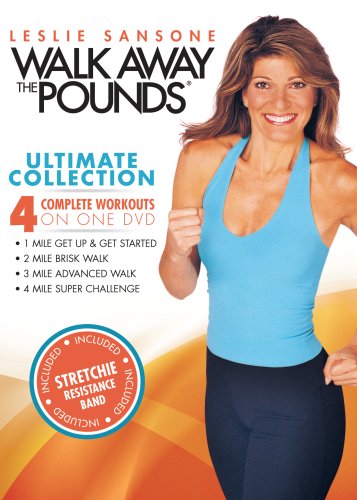 LESLIE SANSONE
WALK AWAY
THE POUNDS®
ULTIMATE
COLLECTION
4 COMPLETE WORKOUTS
ON ONE DVD
• 1 MILE GET UP & GET STARTED
• 2 MILE BRISK WALK
• 3 MILE ADVANCED WALK
• 4 MILE SUPER CHALLENGE
INCLUDED • INCLUDED • INCLUDED • INCLUDED •
STRETCHIE
RESISTANCE
BAND